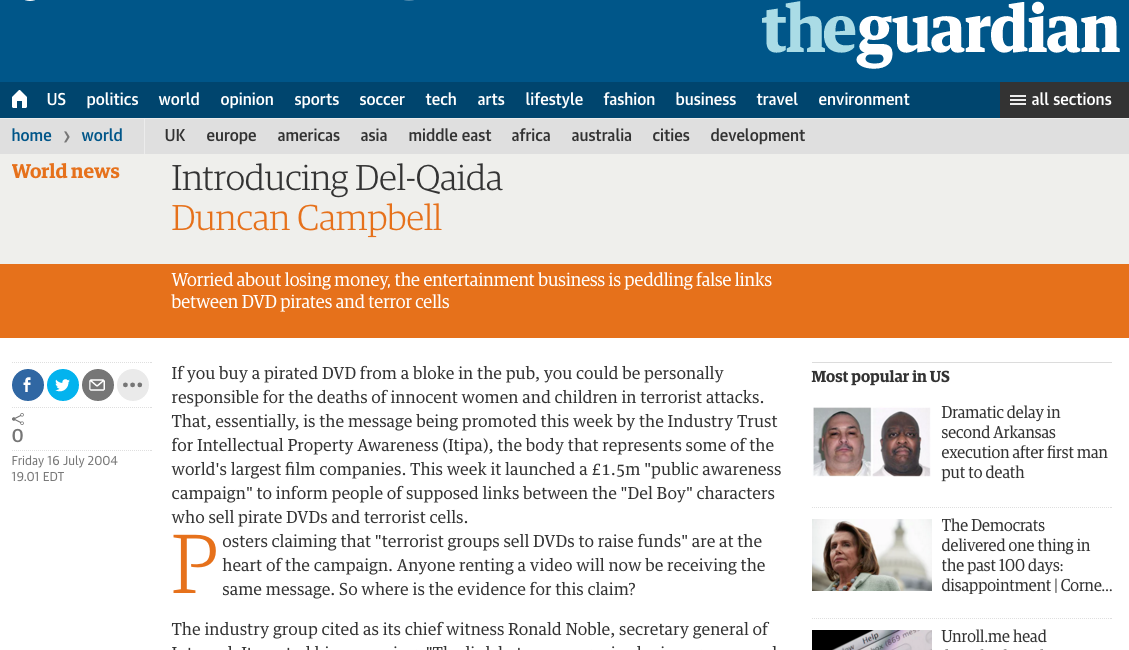 theguardian
US politics world opinion sports soccer tech arts lifestyle fashion business travel environment all sections
home world UK europe americas asia middle east africa australia cities development
World news
Introducing Del-Qaida
Duncan Campbell
Worried about losing money, the entertainment business is peddling false links
between DVD pirates and terror cells
0
Friday 16 July 2004
19.01 EDT
If you buy a pirated DVD from a bloke in the pub, you could be personally
responsible for the deaths of innocent women and children in terrorist attacks.
That, essentially, is the message being promoted this week by the Industry Trust
for Intellectual Property Awareness (Itipa), the body that represents some of the
world's largest film companies. This week it launched a £1.5m "public awareness
campaign" to inform people of supposed links between the "Del Boy" characters
who sell pirate DVDs and terrorist cells.
Posters claiming that "terrorist groups sell DVDs to raise funds" are at the
heart of the campaign. Anyone renting a video will now be receiving the
same message. So where is the evidence for this claim?
The industry group cited as its chief witness Ronald Noble, secretary general of
Most popular in US
Dramatic delay in
second Arkansas
execution after first man
put to death
The Democrats
delivered one thing in
the past 100 days:
disappointment | Corne...
Help
Unroll.me head